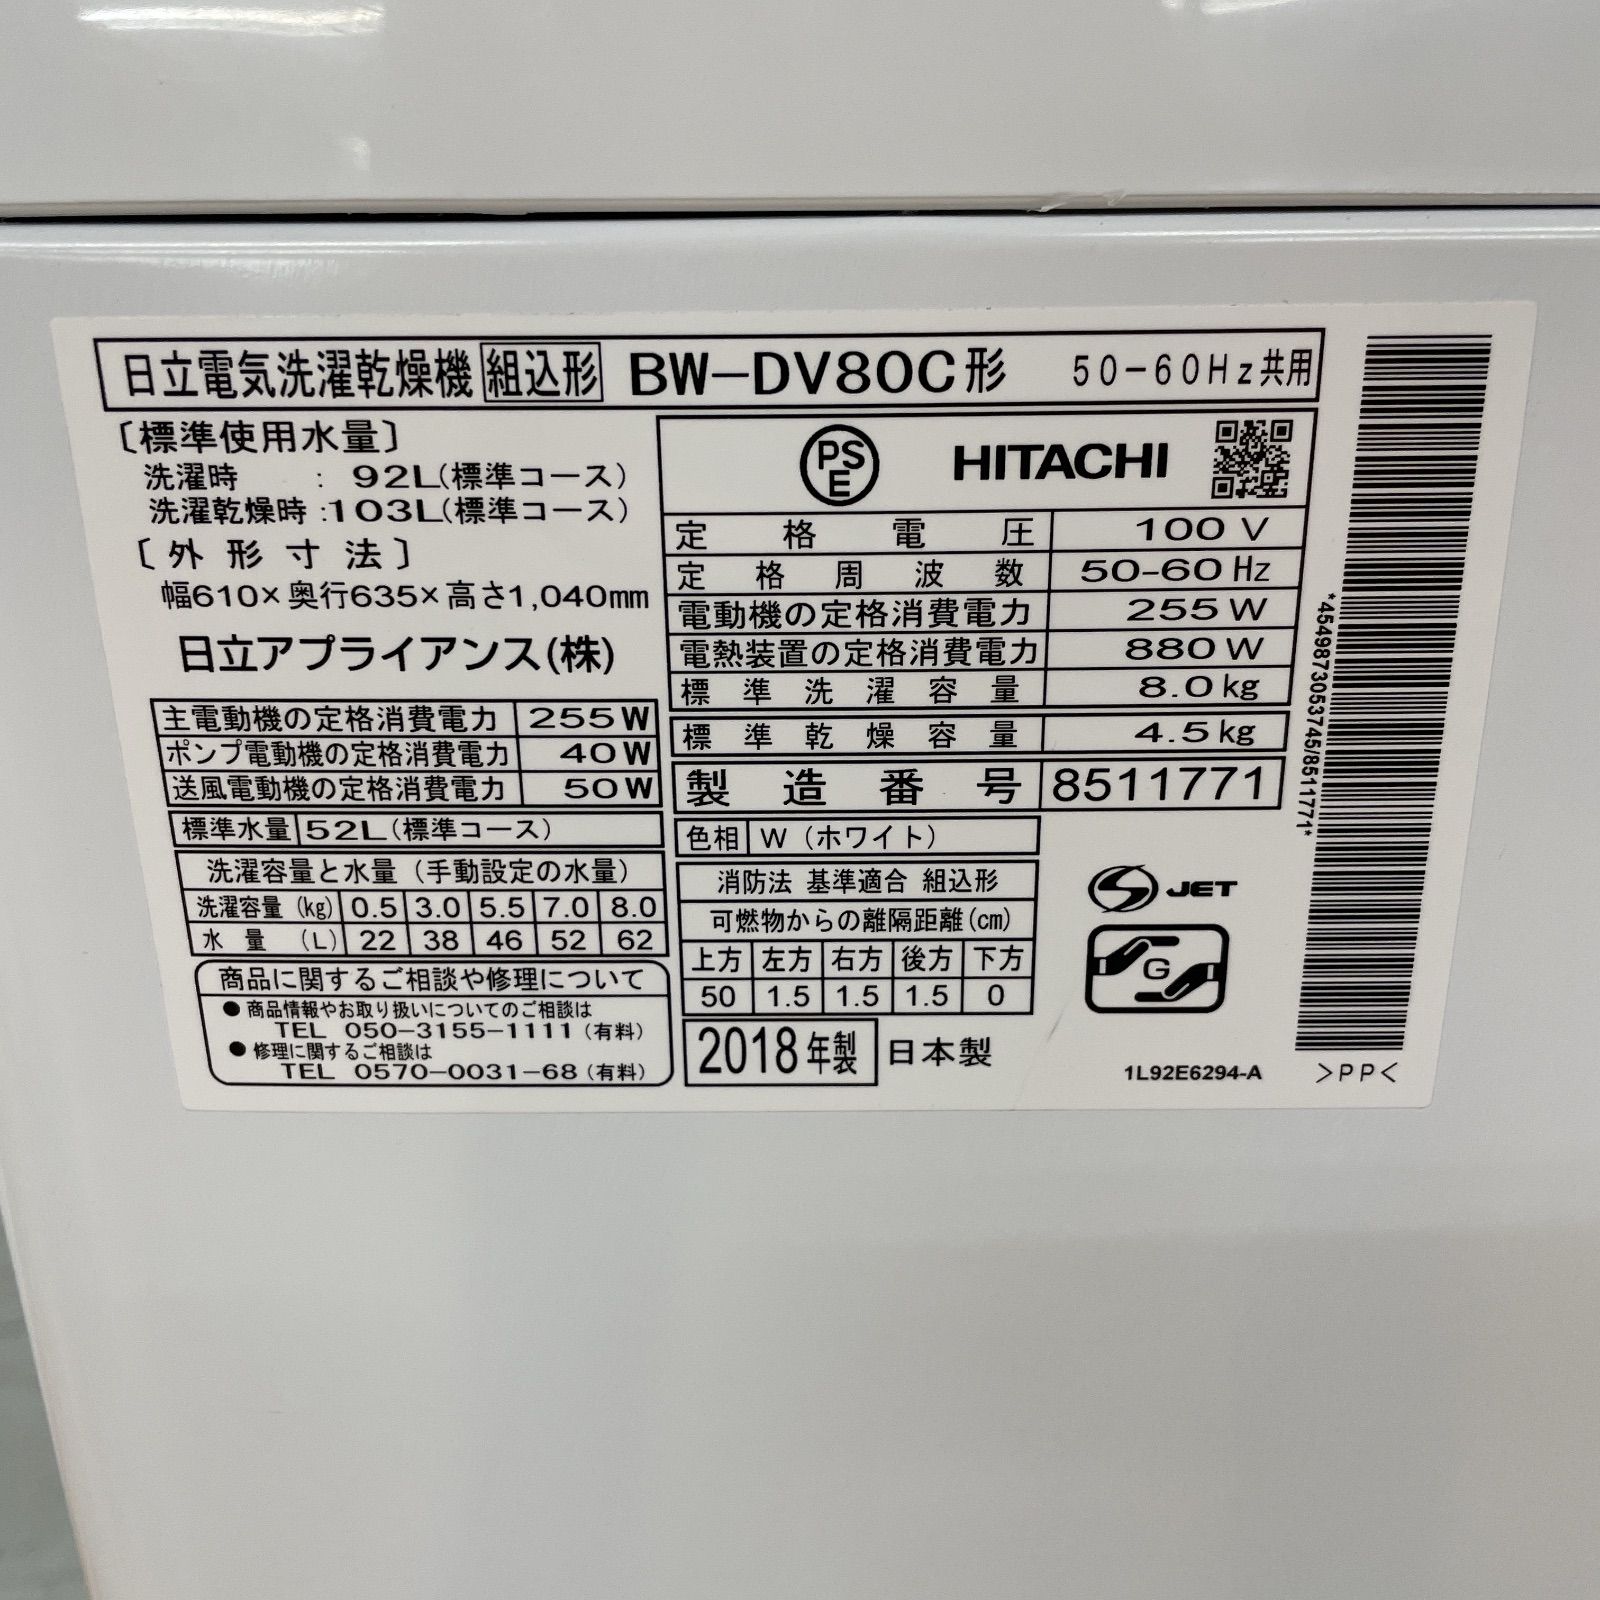 日立電気洗濯乾燥機 組込形 BW-DV80C形 50-60Hz共用
〔標準使用水量〕
洗濯時 : 92L(標準コース)
洗濯乾燥時:103L(標準コース)
〔外形寸法〕
幅610×奥行635×高さ1,040mm
日立アプライアンス(株)
主電動機の定格消費電力 255W
ポンプ電動機の定格消費電力 40W
送風電動機の定格消費電力 50W
標準水量 52L(標準コース)
洗濯容量と水量(手動設定の水量)
洗濯容量(kg) 0.5 3.0 5.5 7.0 8.0
水量(L) 22 38 46 52 62
商品に関するご相談や修理について
●商品情報やお取り扱いについてのご相談は
TEL 050-3155-1111(有料)
●修理に関するご相談は
TEL 0570-0031-68(有料)
PSE HITACHI
定格電圧 100V
定格周波数 50-60Hz
電動機の定格消費電力 255W
電熱装置の定格消費電力 880W
標準洗濯容量 8.0kg
標準乾燥容量 4.5kg
製造番号 8511771
色相 W(ホワイト)
消防法 基準適合 組込形
可燃物からの離隔距離(cm)
上方 左方 右方 後方 下方
50 1.5 1.5 1.5 0
2018年製 日本製
S JET
G
1L92E6294-A
>PP<
*4549873053745/8511771*